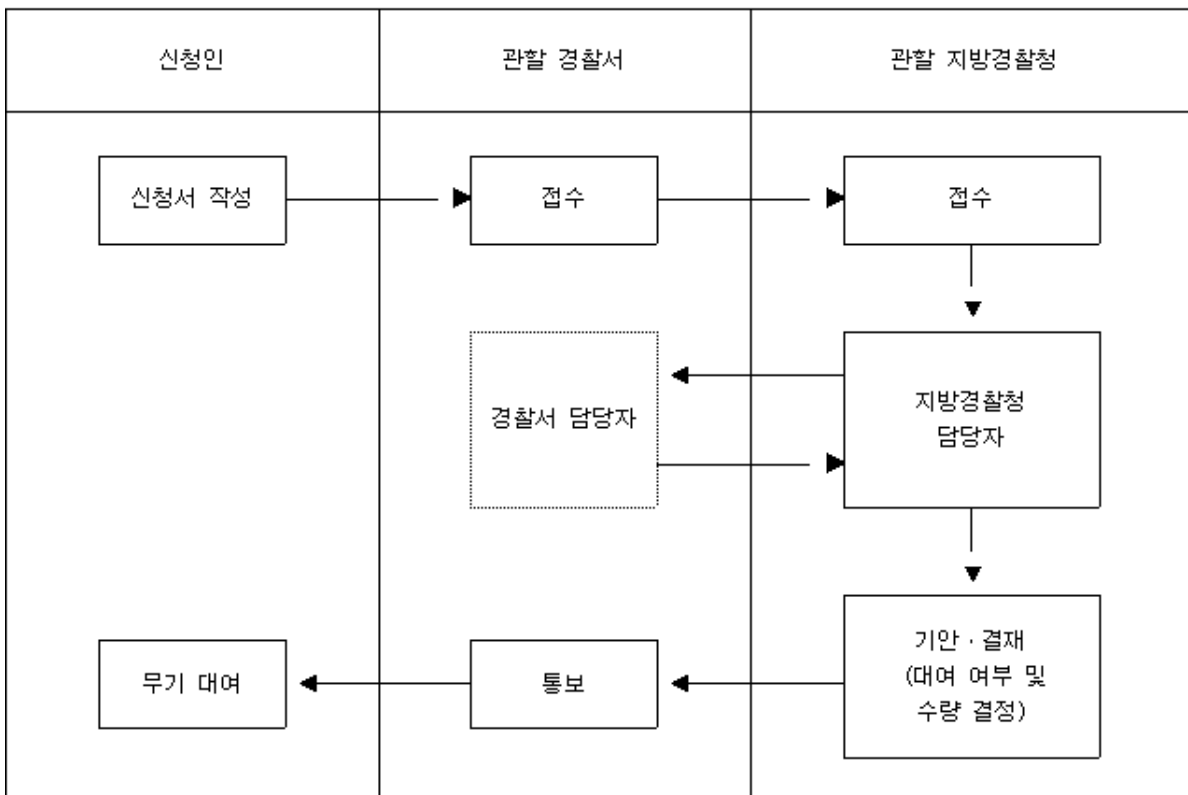 신청인
관할 경찰서
관할 지방경찰청
신청서 작성
접수
접수
경찰서 담당자
지방경찰청
담당자
무기 대여
통보
기안 · 결재
(대여 여부 및
수량 결정)